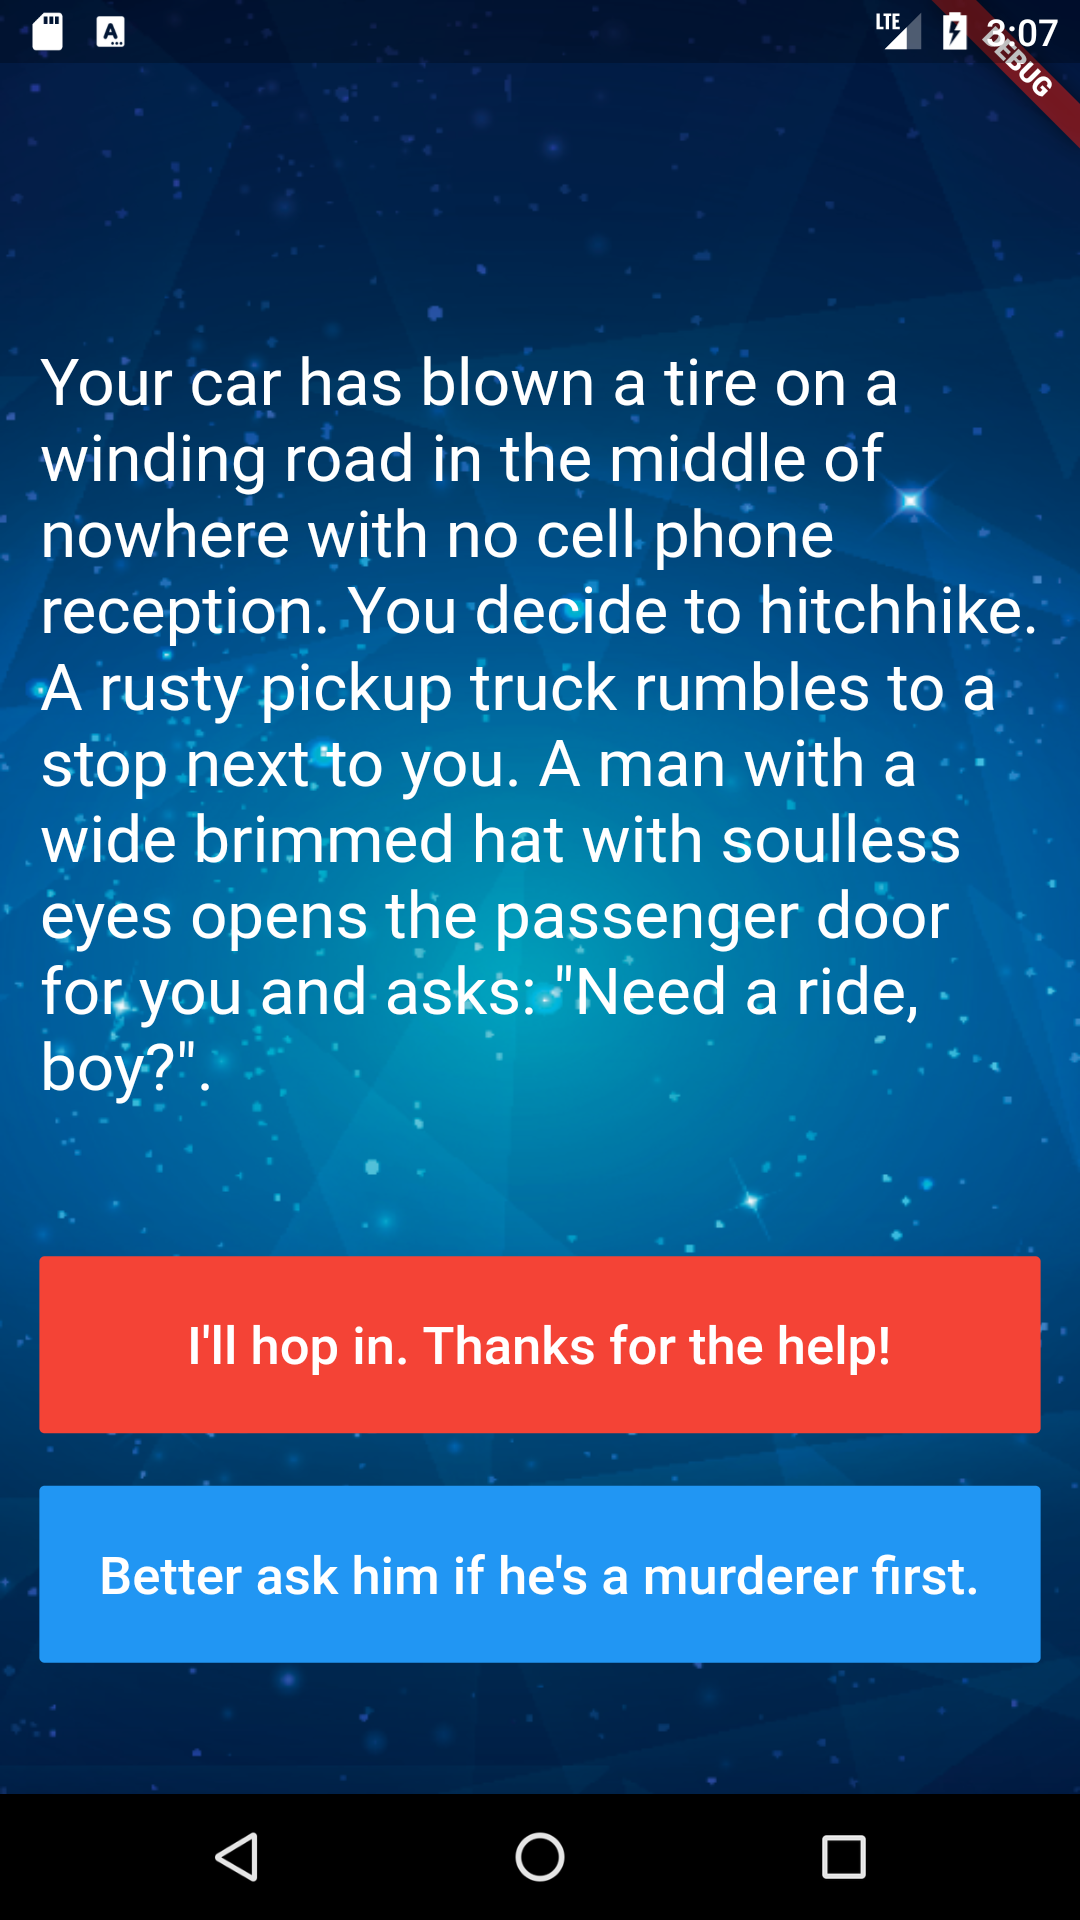 LTE 3:07
DEBUG
Your car has blown a tire on a
winding road in the middle of
nowhere with no cell phone
reception. You decide to hitchhike.
A rusty pickup truck rumbles to a
stop next to you. A man with a
wide brimmed hat with soulless
eyes opens the passenger door
for you and asks: "Need a ride,
boy?".
I'll hop in. Thanks for the help!
Better ask him if he's a murderer first.